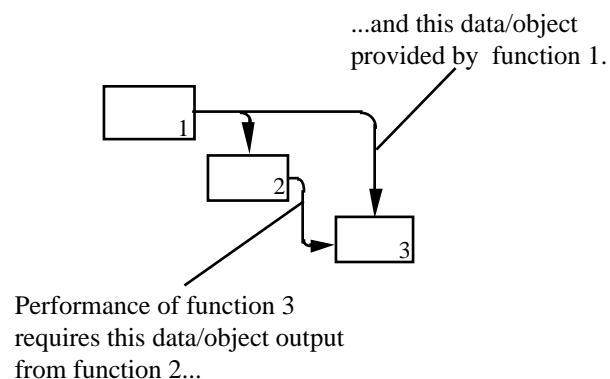 ...and this data/object
provided by function 1.
1
2
3
Performance of function 3
requires this data/object output
from function 2...